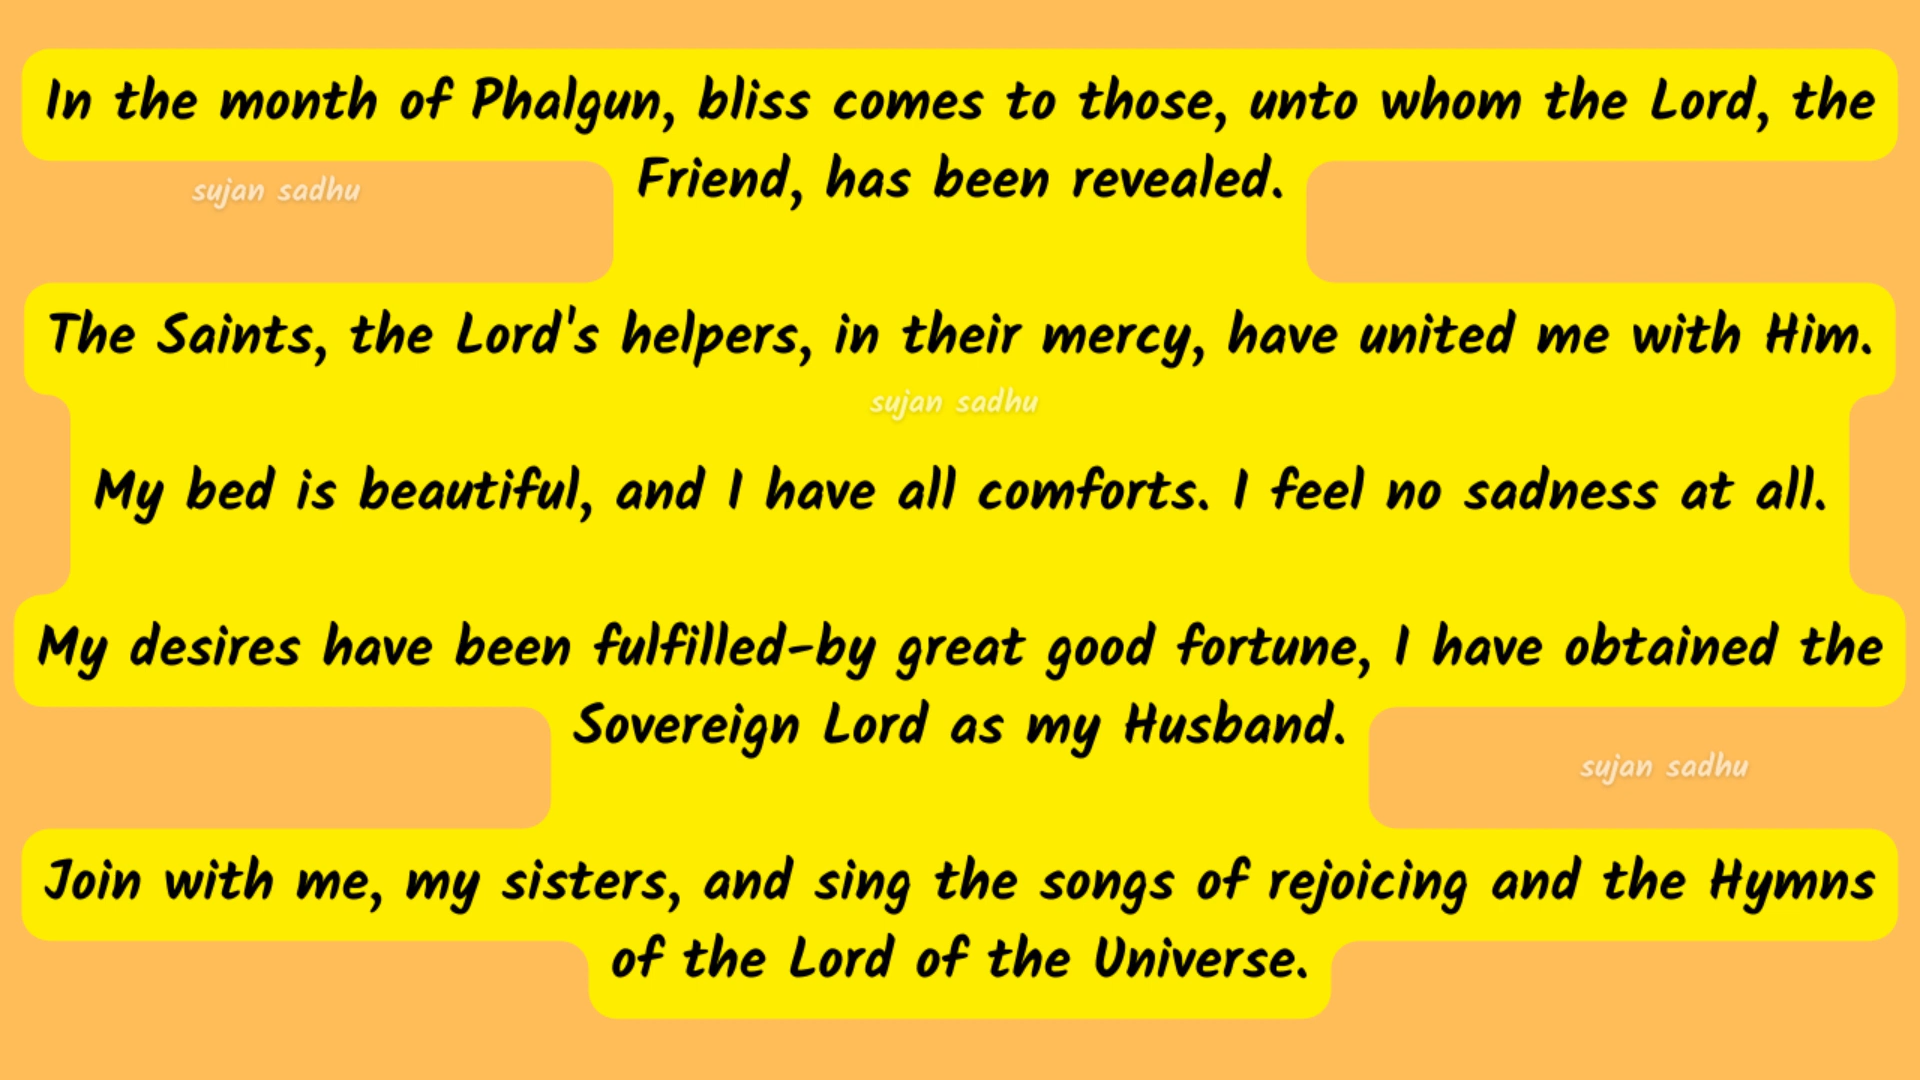 In the month of Phalgun, bliss comes to those, unto whom the Lord, the
Friend, has been revealed.
sujan sadhu
The Saints, the Lord's helpers, in their mercy, have united me with Him.
sujan sadhu
My bed is beautiful, and I have all comforts. I feel no sadness at all.
My desires have been fulfilled-by great good fortune, I have obtained the
Sovereign Lord as my Husband.
sujan sadhu
Join with me, my sisters, and sing the songs of rejoicing and the Hymns
of the Lord of the Universe.